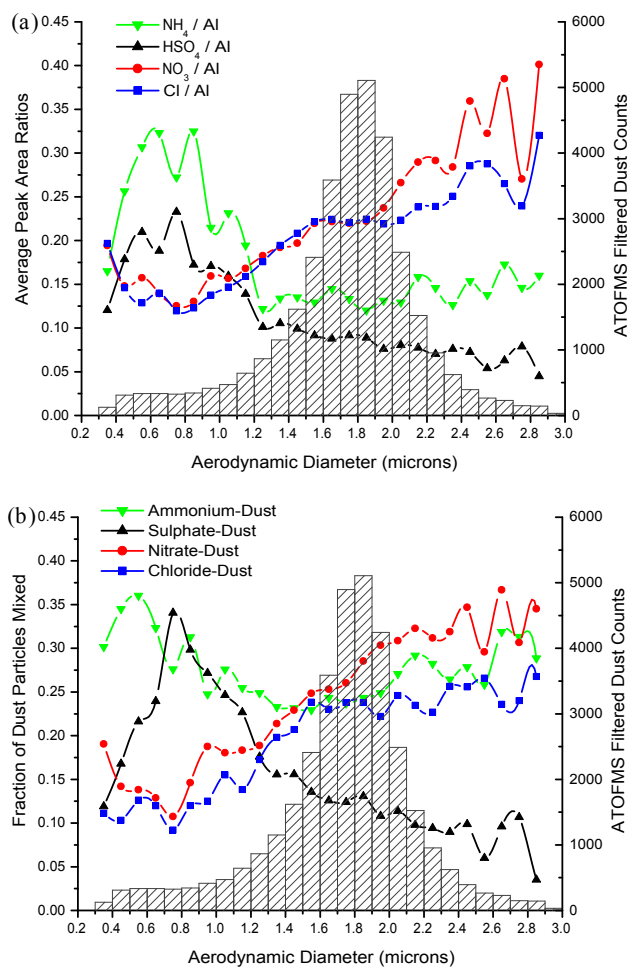 (a)
NH4 / Al
HSO4 / Al
NO3 / Al
Cl / Al
Average Peak Area Ratios
0.45
0.40
0.35
0.30
0.25
0.20
0.15
0.10
0.05
0.00
6000
5000
4000
3000
2000
1000
0
ATOFMS Filtered Dust Counts
0.2 0.4 0.6 0.8 1.0 1.2 1.4 1.6 1.8 2.0 2.2 2.4 2.6 2.8 3.0
Aerodynamic Diameter (microns)
(b)
Ammonium-Dust
Sulphate-Dust
Nitrate-Dust
Chloride-Dust
Fraction of Dust Particles Mixed
0.45
0.40
0.35
0.30
0.25
0.20
0.15
0.10
0.05
0.00
6000
5000
4000
3000
2000
1000
0
ATOFMS Filtered Dust Counts
0.2 0.4 0.6 0.8 1.0 1.2 1.4 1.6 1.8 2.0 2.2 2.4 2.6 2.8 3.0
Aerodynamic Diameter (microns)